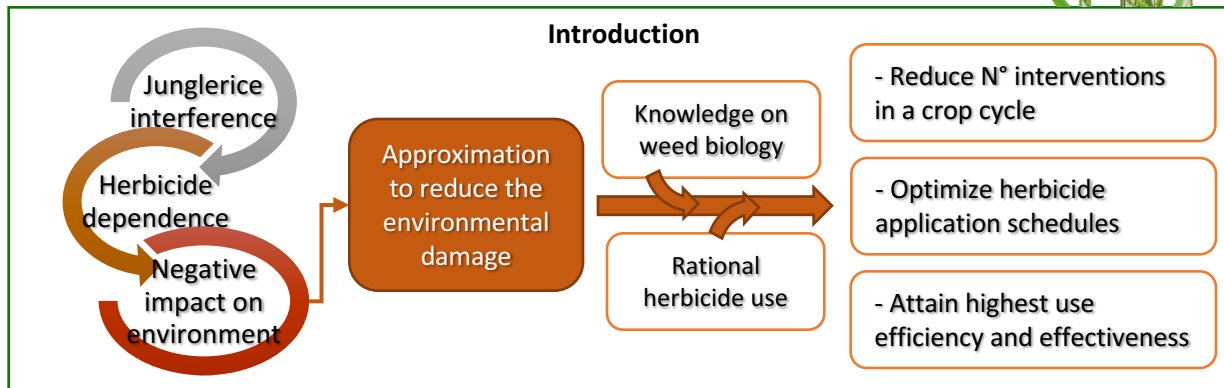 Introduction
Junglerice
interference
Herbicide
dependence
Negative
impact on
environment
Approximation
to reduce the
environmental
damage
Knowledge on
weed biology
Rational
herbicide use
- Reduce N° interventions
in a crop cycle
- Optimize herbicide
application schedules
- Attain highest use
efficiency and effectiveness